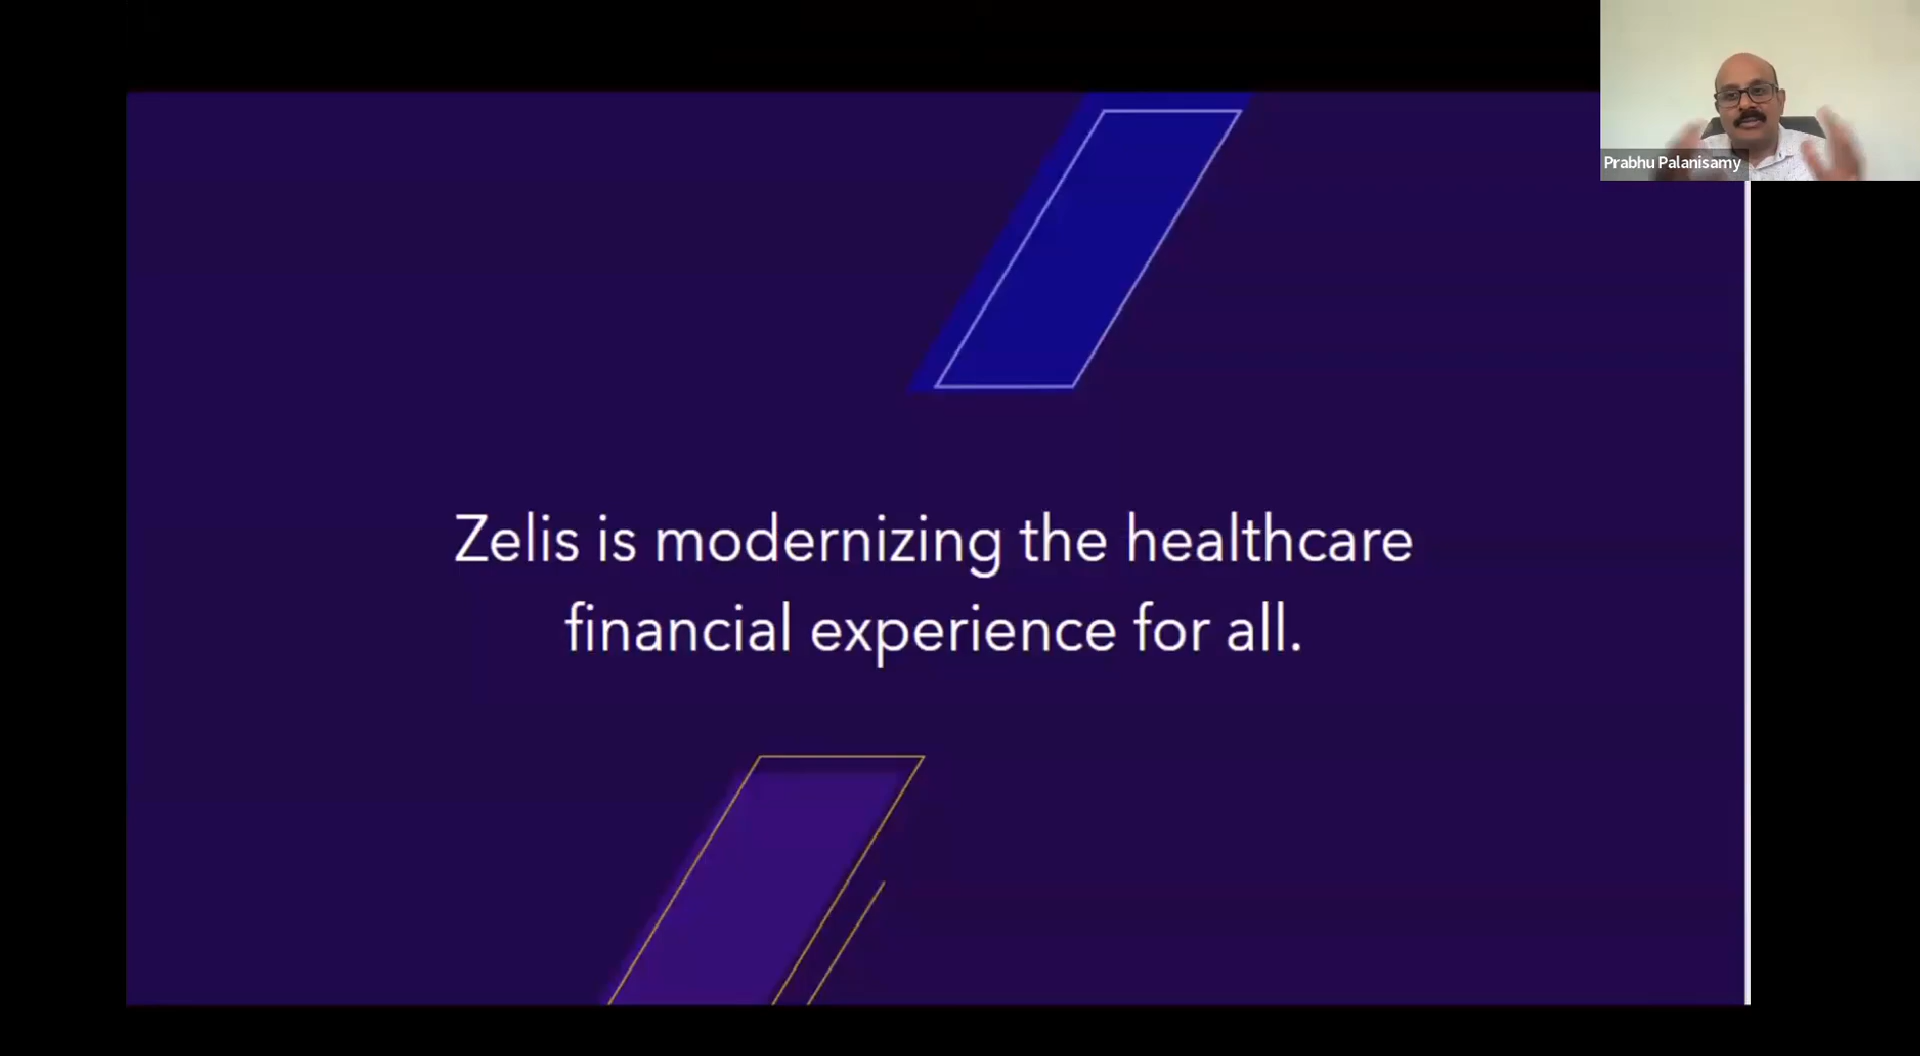 Prabhu Palanisamy
Zelis is modernizing the healthcare
financial experience for all.